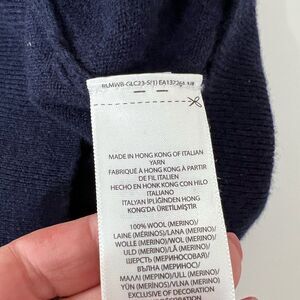 MADE IN HONG KONG OF ITALIAN
YARN
FABRIQUÉ À HONG KONG À PARTIR
DE FIL ITALIEN
HECHO EN HONG KONG CON HILO
ITALIANO
İTALYAN İPLİĞİNDEN HONG
KONG'DA ÜRETİLMİŞTİR
100% WOOL (MERINO)
LAINE (MÉRINOS)/LANA (MERINO)/
WOLLE (MERINO)/WOL (MERINO)/
ULL (MERINO)/ULD (MERINO)/
ШЕРСТЬ (МЕРИНОСОВАЯ)/
ВЪЛНА (МЕРИНОС)/
ΜΑΛΛΙ (ΜΕΡΙΝΟ)/ULL (MERINO)/
YÜN (MERİNOS)/VLNA (MERINO)
EXCLUSIVE OF DECORATION